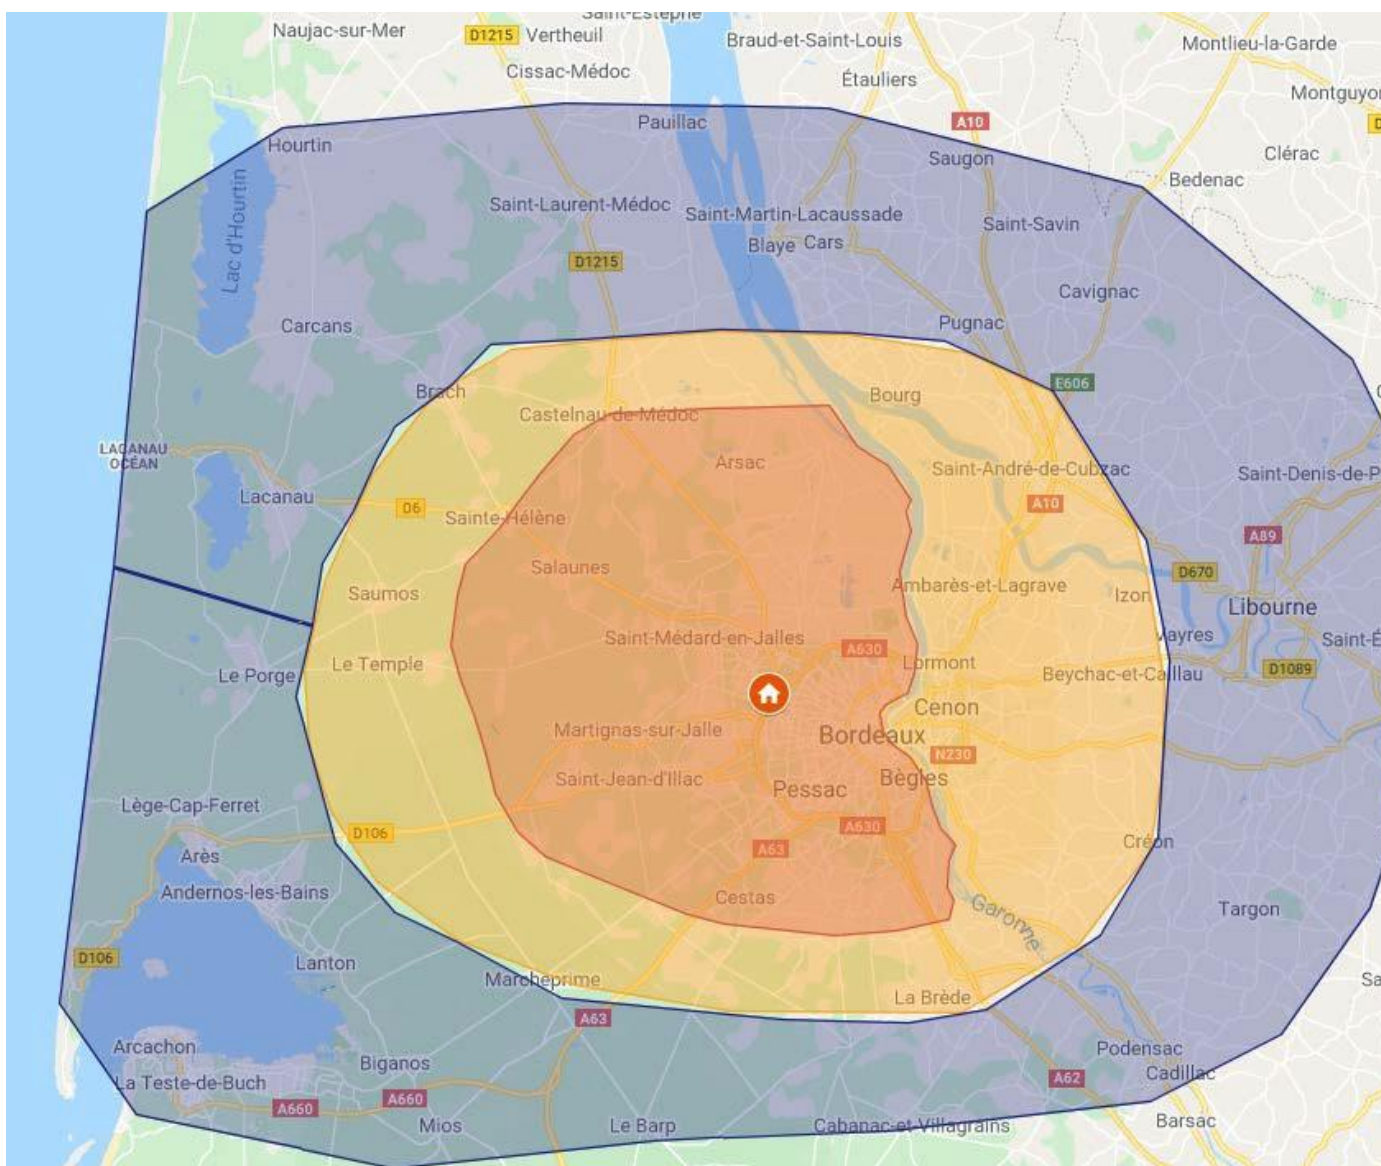 Saint-Estèphe
Naujac-sur-Mer
D1215
Vertheuil
Braud-et-Saint-Louis
Montlieu-la-Garde
Cissac-Médoc
Étauliers
Montguyon
Pauillac
A10
D
Hourtin
Saugon
Clérac
Bedenac
Lac d'Hourtin
Saint-Laurent-Médoc
Saint-Martin-Lacaussade
Saint-Savin
Blaye
Cars
D1215
Cavignac
Carcans
Pugnac
Brach
E606
Bourg
Castelnau-de-Médoc
LACANAU
OCÉAN
Arsac
Saint-André-de-Cubzac
Saint-Denis-de-P
Lacanau
D6
A10
Sainte-Hélène
A89
Salaunes
D670
Saumos
Ambarès-et-Lagrave
Izon
Libourne
Saint-Médard-en-Jalles
A630
Vayres
Saint-É
Le Porge
Le Temple
Lormont
Beychac-et-Caillau
D1089
Cenon
Martignas-sur-Jalle
Bordeaux
N230
Saint-Jean-d'Illac
Bègles
Pessac
Lège-Cap-Ferret
D106
A630
Créon
A63
Arès
Andernos-les-Bains
Cestas
Garonne
Targon
D106
Lanton
Marcheprime
Sa
La Brède
A63
Arcachon
Biganos
Podensac
La Teste-de-Buch
A62
Cadillac
A660
A660
Mios
Le Barp
Cabanac-et-Villagrains
Barsac